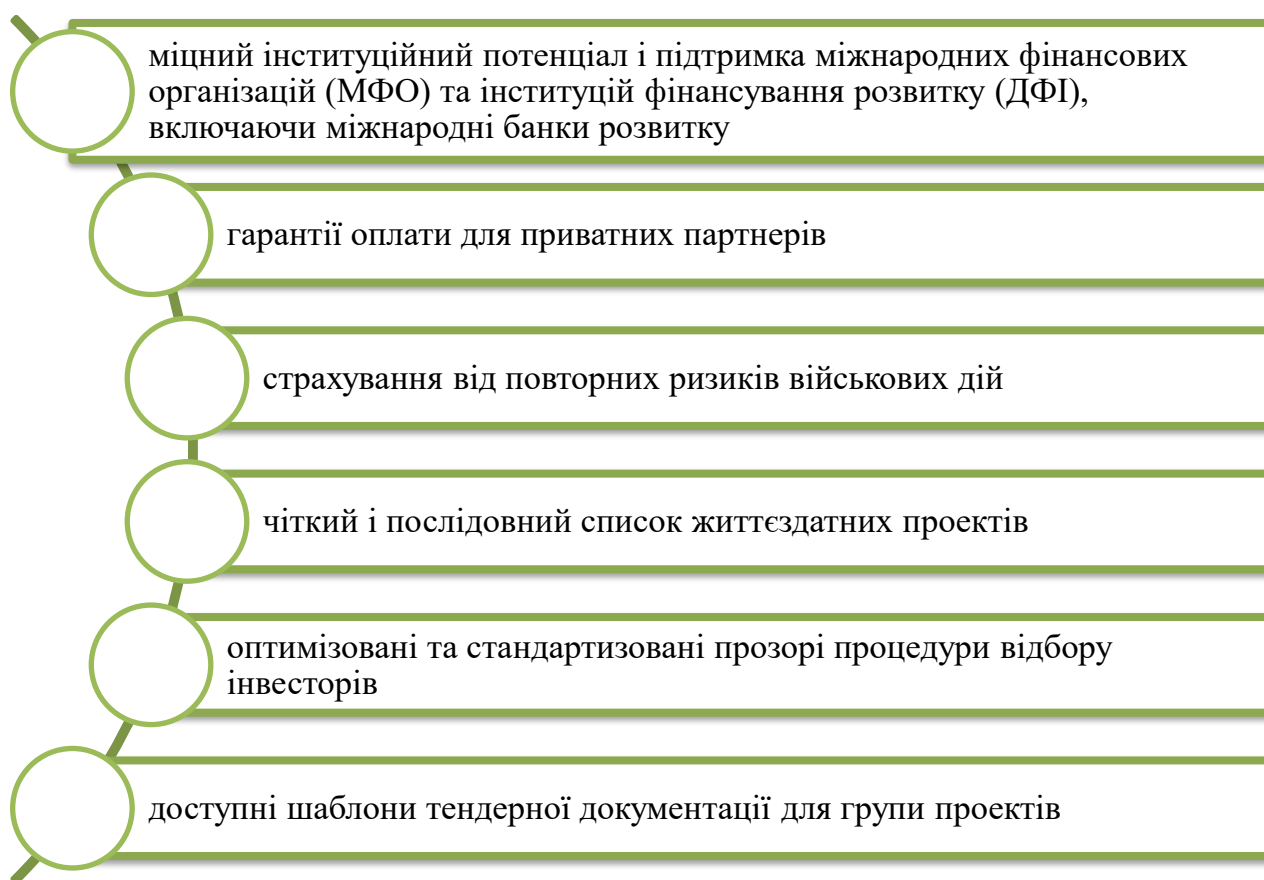 міцний інституційний потенціал і підтримка міжнародних фінансових
організацій (МФО) та інституцій фінансування розвитку (ДФІ),
включаючи міжнародні банки розвитку
гарантії оплати для приватних партнерів
страхування від повторних ризиків військових дій
чіткий і послідовний список життєздатних проектів
оптимізовані та стандартизовані прозорі процедури відбору
інвесторів
доступні шаблони тендерної документації для групи проектів